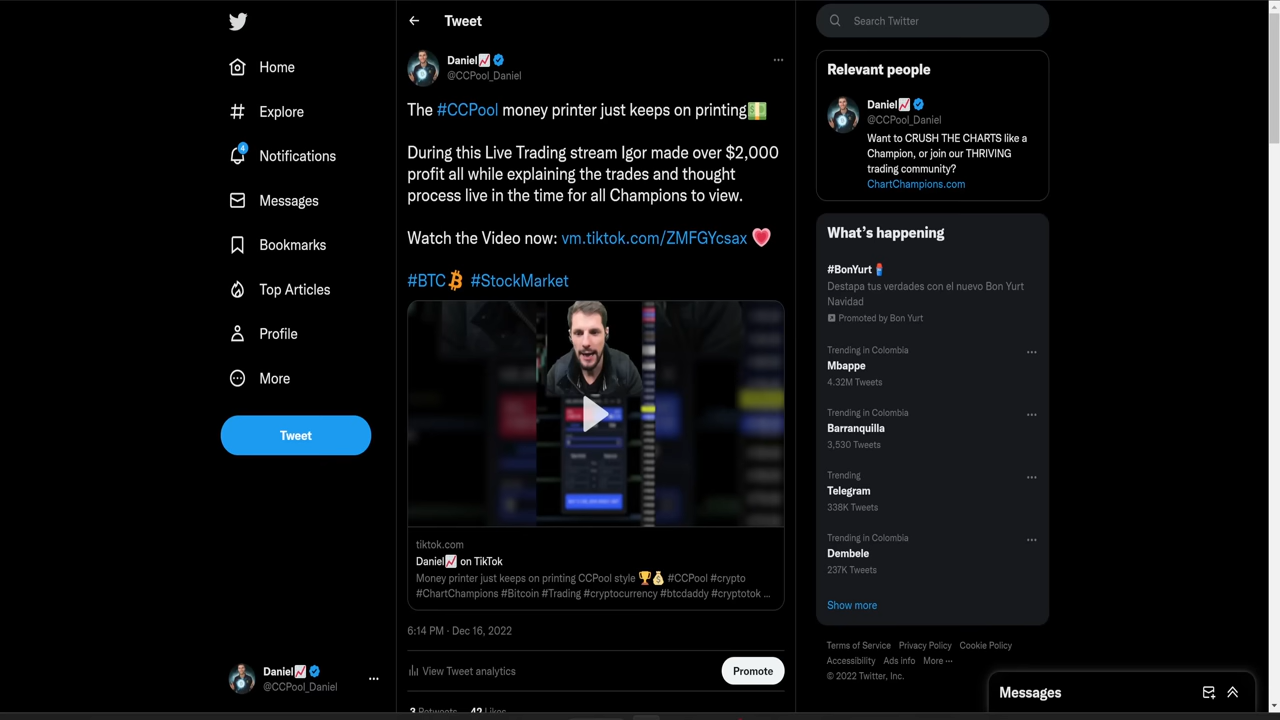 Home
Explore
4
Notifications
Messages
Bookmarks
Top Articles
Profile
More
Tweet
Daniel
@CCPool_Daniel
Tweet
Daniel
@CCPool_Daniel
The #CCPool money printer just keeps on printing
During this Live Trading stream Igor made over $2,000
profit all while explaining the trades and thought
process live in the time for all Champions to view.
Watch the Video now: vm.tiktok.com/ZMFGYcsax
#BTC #StockMarket
tiktok.com
Daniel on TikTok
Money printer just keeps on printing CCPool style #CCPool #crypto
#ChartChampions #Bitcoin #Trading #cryptocurrency #btcdaddy #cryptotok ...
6:14 PM · Dec 16, 2022
View Tweet analytics
Promote
3 Retweets 42 Likes
Search Twitter
Relevant people
Daniel
@CCPool_Daniel
Want to CRUSH THE CHARTS like a
Champion, or join our THRIVING
trading community?
ChartChampions.com
What's happening
#BonYurt
Destapa tus verdades con el nuevo Bon Yurt
Navidad
Promoted by Bon Yurt
Trending in Colombia
Mbappe
4.32M Tweets
Trending in Colombia
Barranquilla
3,530 Tweets
Trending
Telegram
338K Tweets
Trending in Colombia
Dembele
237K Tweets
Show more
Terms of Service Privacy Policy Cookie Policy
Accessibility Ads info More ···
© 2022 Twitter, Inc.
Messages